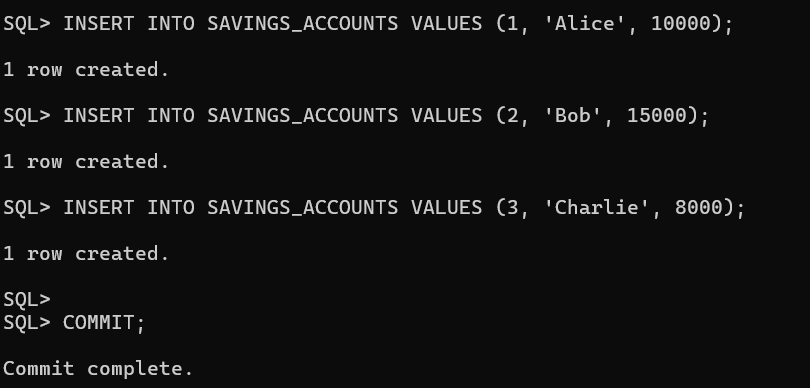 SQL> INSERT INTO SAVINGS_ACCOUNTS VALUES (1, 'Alice', 10000);
1 row created.
SQL> INSERT INTO SAVINGS_ACCOUNTS VALUES (2, 'Bob', 15000);
1 row created.
SQL> INSERT INTO SAVINGS_ACCOUNTS VALUES (3, 'Charlie', 8000);
1 row created.
SQL>
SQL> COMMIT;
Commit complete.